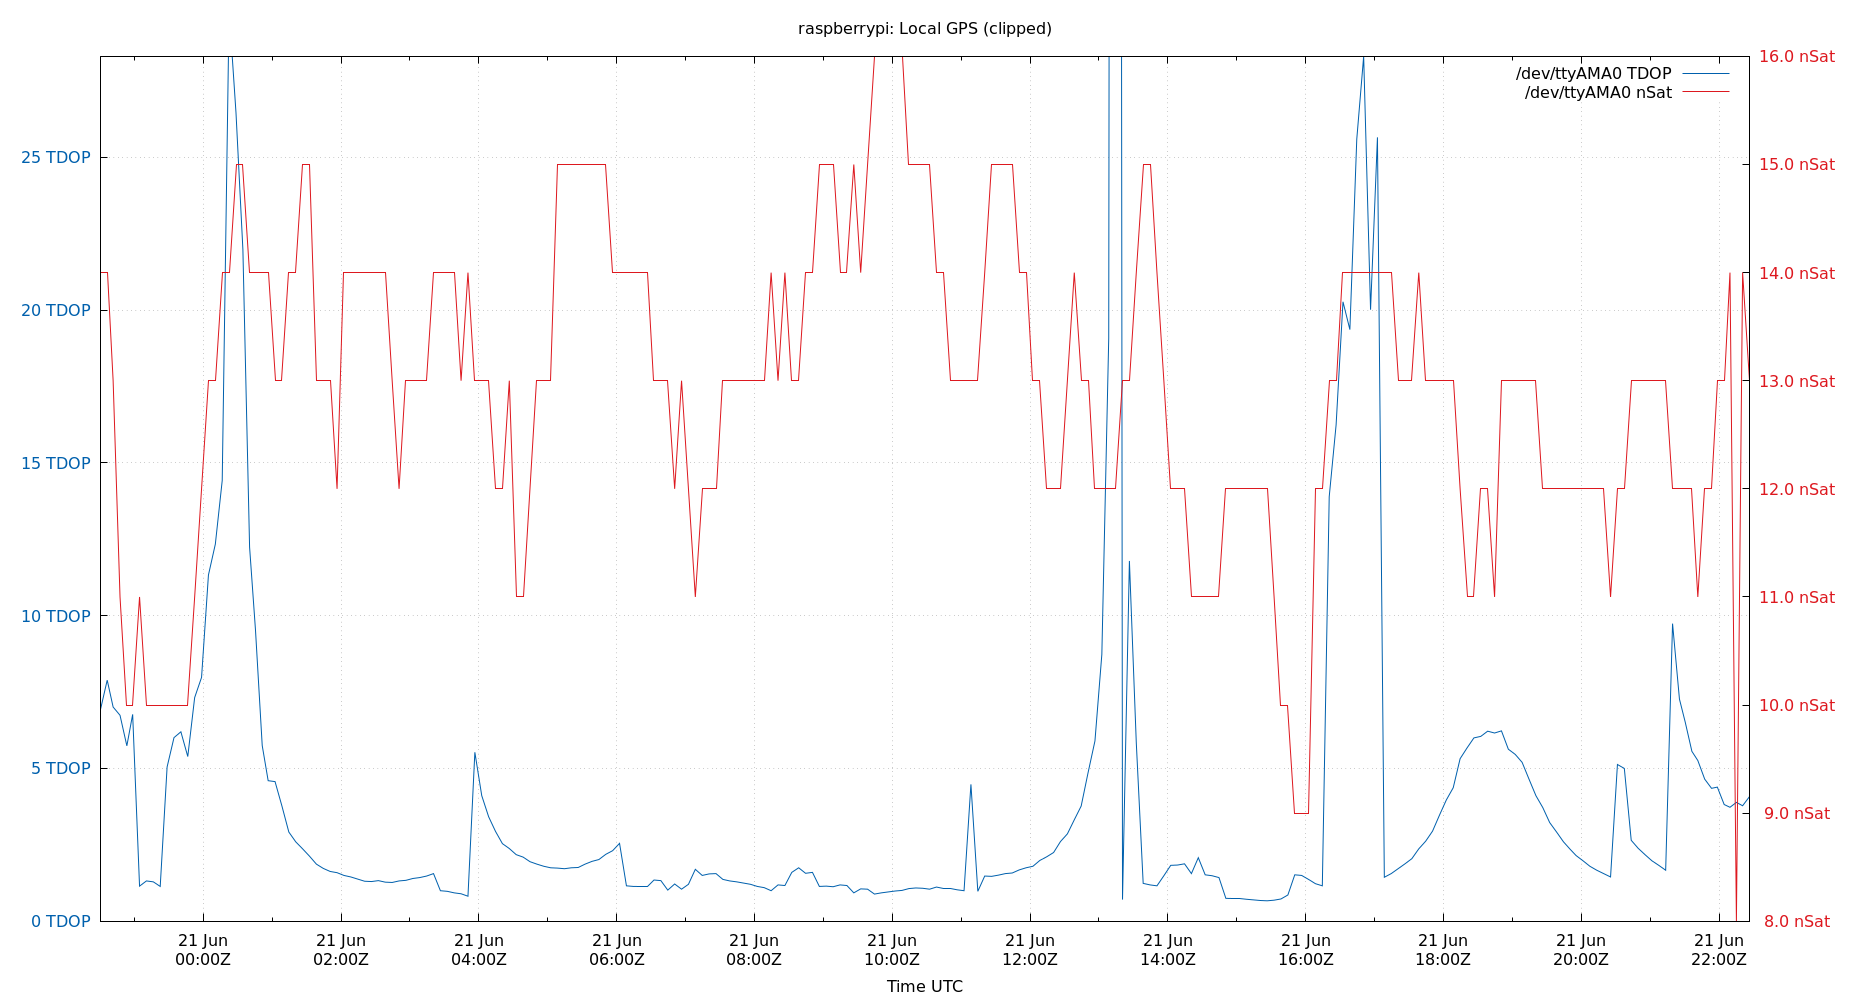 raspberrypi: Local GPS (clipped)
/dev/ttyAMA0 TDOP
/dev/ttyAMA0 nSat
25 TDOP
20 TDOP
15 TDOP
10 TDOP
5 TDOP
0 TDOP
16.0 nSat
15.0 nSat
14.0 nSat
13.0 nSat
12.0 nSat
11.0 nSat
10.0 nSat
9.0 nSat
8.0 nSat
21 Jun 21 Jun 21 Jun 21 Jun 21 Jun 21 Jun 21 Jun 21 Jun 21 Jun 21 Jun 21 Jun 21 Jun
00:00Z 02:00Z 04:00Z 06:00Z 08:00Z 10:00Z 12:00Z 14:00Z 16:00Z 18:00Z 20:00Z 22:00Z
Time UTC